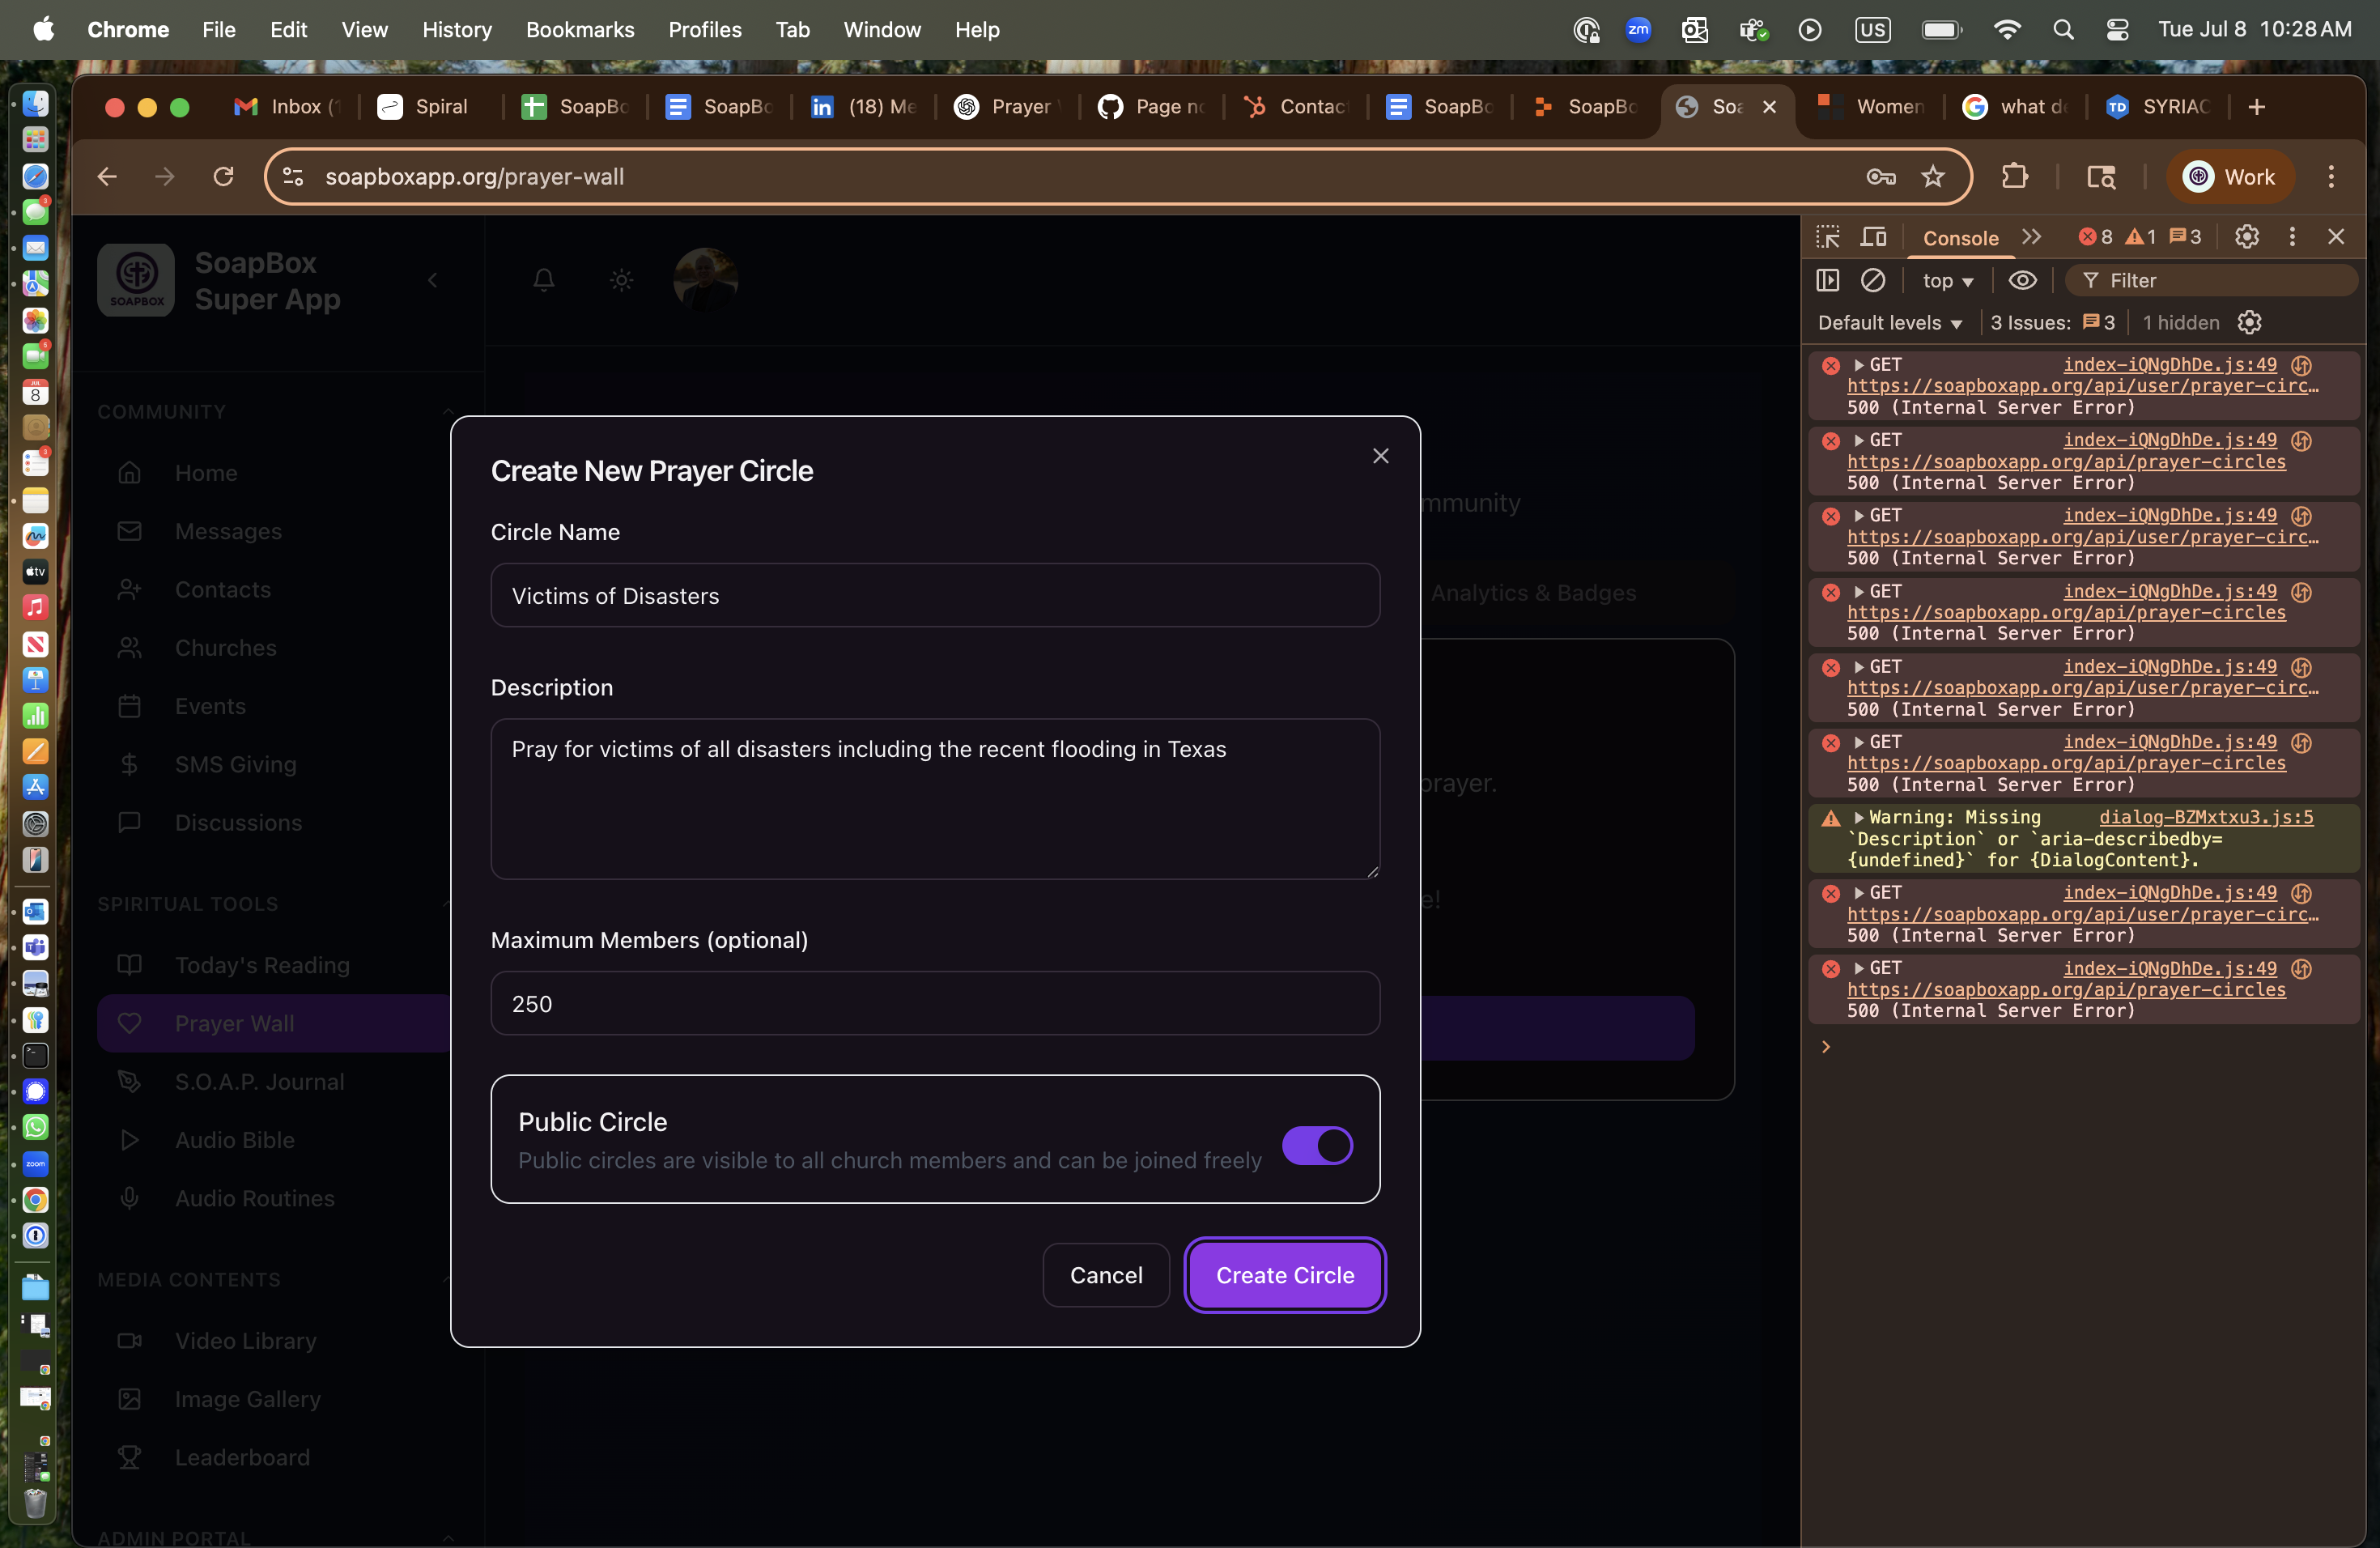 Chrome File Edit View History Bookmarks Profiles Tab Window Help
zm US Tue Jul 8 10:28 AM
Inbox (1 Spiral SoapBo SoapBo (18) Me Prayer Page no Contac SoapBo SoapBo Soa Women what de SYRIAC
soapboxapp.org/prayer-wall
Work
SoapBox
Super App
SOAPBOX
COMMUNITY
Home
Messages
Contacts
Churches
Events
SMS Giving
Discussions
SPIRITUAL TOOLS
Today's Reading
Prayer Wall
S.O.A.P. Journal
Audio Bible
Audio Routines
MEDIA CONTENTS
Video Library
Image Gallery
Leaderboard
ADMIN PORTAL
mmunity
Analytics & Badges
prayer.
e!
Create New Prayer Circle
Circle Name
Victims of Disasters
Description
Pray for victims of all disasters including the recent flooding in Texas
Maximum Members (optional)
250
Public Circle
Public circles are visible to all church members and can be joined freely
Cancel Create Circle
Console 8 1 3
top Filter
Default levels 3 Issues: 3 1 hidden
GET index-iQNgDhDe.js:49
https://soapboxapp.org/api/user/prayer-circ…
500 (Internal Server Error)
GET index-iQNgDhDe.js:49
https://soapboxapp.org/api/prayer-circles
500 (Internal Server Error)
GET index-iQNgDhDe.js:49
https://soapboxapp.org/api/user/prayer-circ…
500 (Internal Server Error)
GET index-iQNgDhDe.js:49
https://soapboxapp.org/api/prayer-circles
500 (Internal Server Error)
GET index-iQNgDhDe.js:49
https://soapboxapp.org/api/user/prayer-circ…
500 (Internal Server Error)
GET index-iQNgDhDe.js:49
https://soapboxapp.org/api/prayer-circles
500 (Internal Server Error)
Warning: Missing dialog-BZMxtxu3.js:5
`Description` or `aria-describedby=
{undefined}` for {DialogContent}.
GET index-iQNgDhDe.js:49
https://soapboxapp.org/api/user/prayer-circ…
500 (Internal Server Error)
GET index-iQNgDhDe.js:49
https://soapboxapp.org/api/prayer-circles
500 (Internal Server Error)